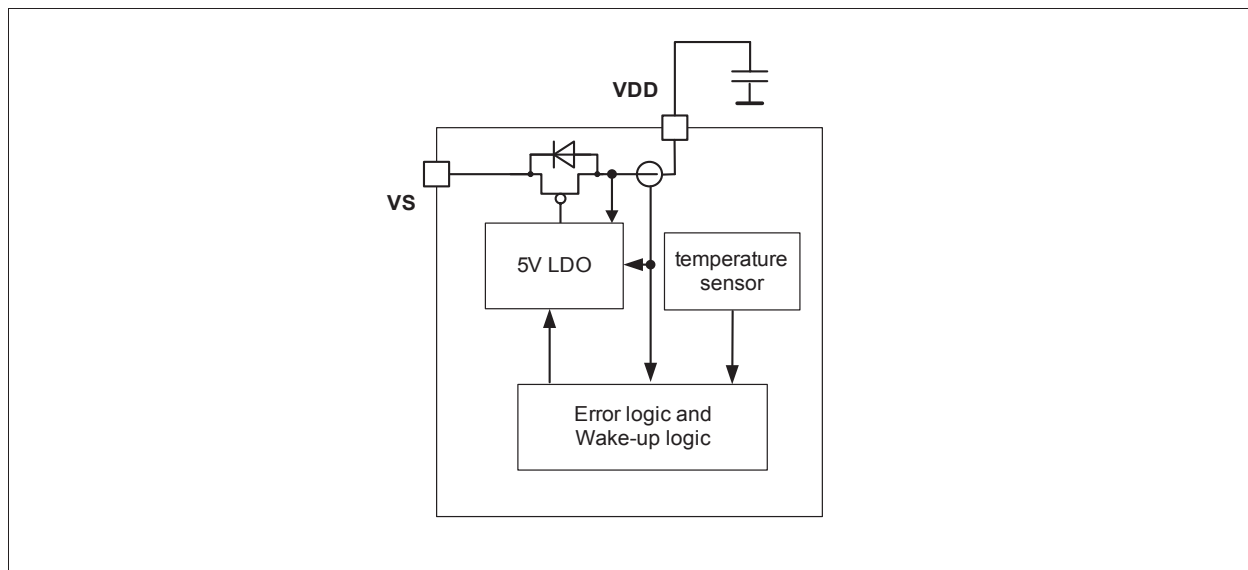 VDD
VS
5V LDO
temperature
sensor
Error logic and
Wake-up logic